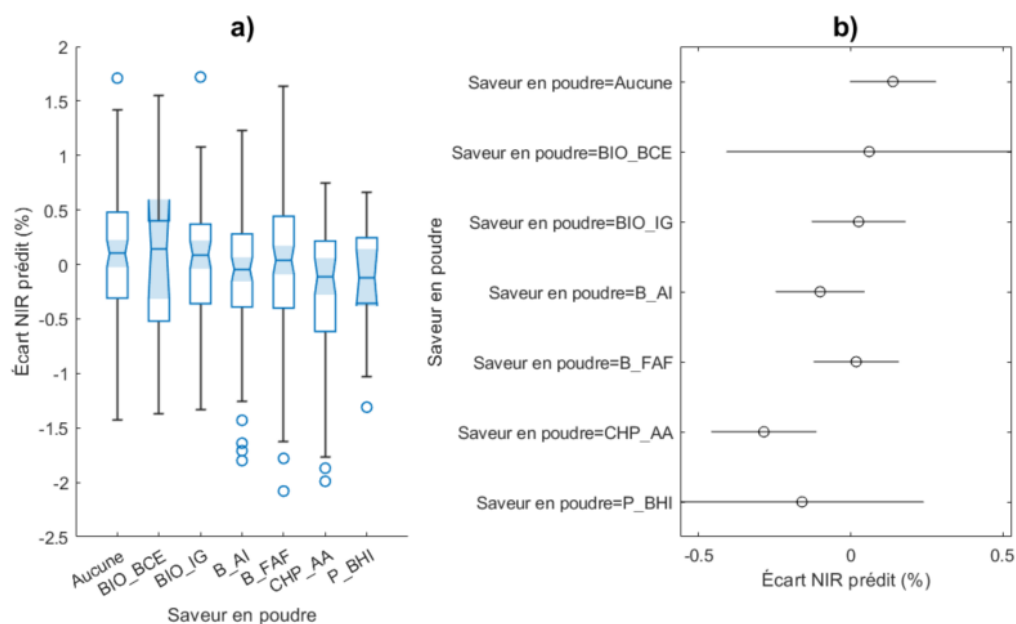 a)
2
1.5
1
0.5
0
-0.5
-1
-1.5
-2
-2.5
Écart NIR prédit (%)
Aucune
BIO_BCE
BIO_IG
B_AI
B_FAF
CHP_AA
P_BHI
Saveur en poudre
b)
Saveur en poudre
Saveur en poudre=Aucune
Saveur en poudre=BIO_BCE
Saveur en poudre=BIO_IG
Saveur en poudre=B_AI
Saveur en poudre=B_FAF
Saveur en poudre=CHP_AA
Saveur en poudre=P_BHI
-0.5
0
0.5
Écart NIR prédit (%)